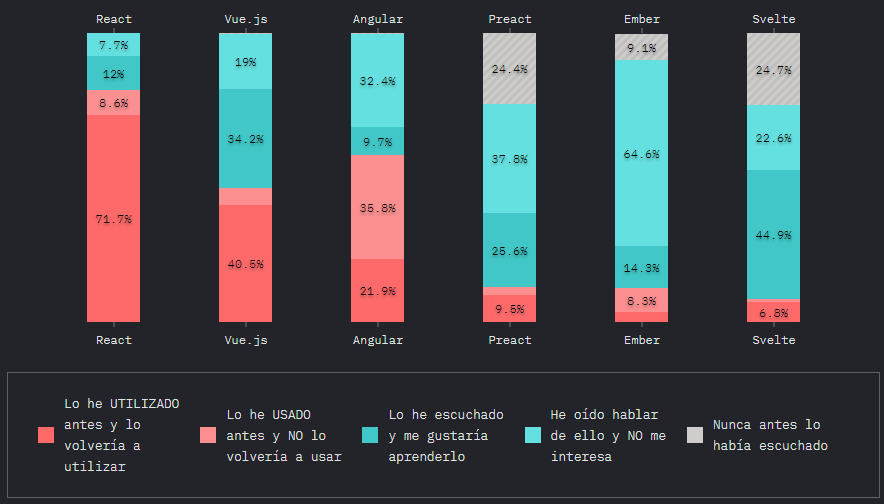 React Vue.js Angular Preact Ember Svelte
7.7% 19% 32.4% 24.4% 9.1% 24.7%
12% 34.2% 9.7% 37.8% 64.6% 22.6%
8.6% 40.5% 35.8% 25.6% 14.3% 44.9%
71.7% 21.9% 9.5% 8.3% 6.8%
React Vue.js Angular Preact Ember Svelte
Lo he UTILIZADO
antes y lo
volvería a
utilizar
Lo he USADO
antes y NO lo
volvería a usar
Lo he escuchado
y me gustaría
aprenderlo
He oído hablar
de ello y NO me
interesa
Nunca antes lo
había escuchado